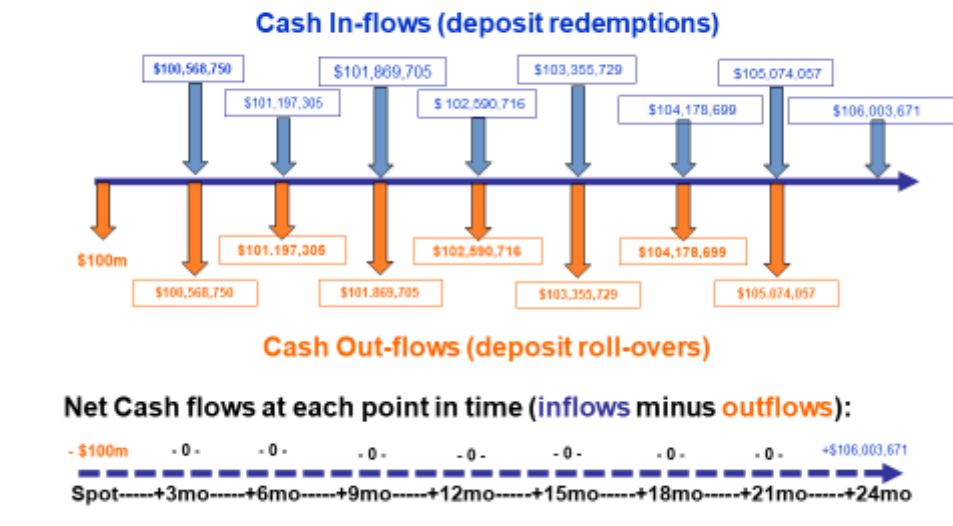 Cash In-flows (deposit redemptions)
$100,568,750
$101,869,705
$103,355,729
$105,074,057
$101,197,305
$ 102,590,716
$104,178,699
$106,003,671
$100m
$101.197,305
$102,590,716
$104,178,699
$100,568,750
$101.869,705
$103,355,729
$105.074,057
Cash Out-flows (deposit roll-overs)
Net Cash flows at each point in time (inflows minus outflows):
- $100m - 0 - - 0 - - 0 - - 0 - - 0 - - 0 - - 0 - +$106,003,671
Spot-----+3mo-----+6mo-----+9mo-----+12mo-----+15mo-----+18mo-----+21mo-----+24mo